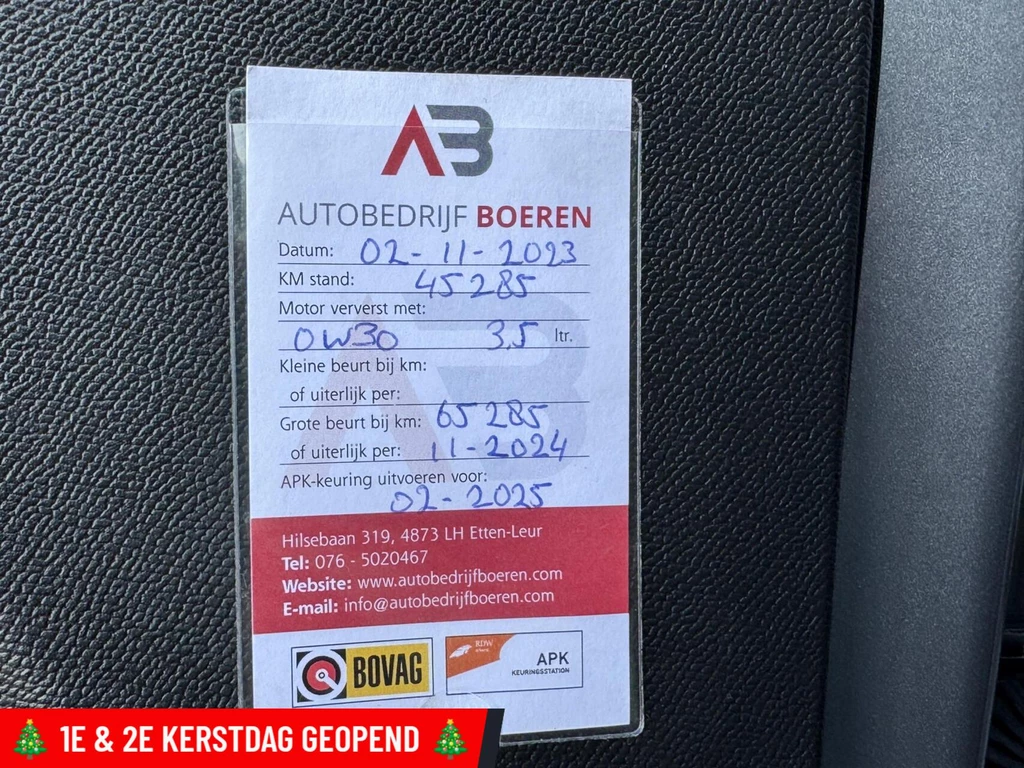 AB
AUTOBEDRIJF BOEREN
Datum: 02-11-2023
KM stand: 45285
Motor ververst met:
0W30 3,5 ltr.
Kleine beurt bij km:
of uiterlijk per:
Grote beurt bij km: 65285
of uiterlijk per: 11-2024
APK-keuring uitvoeren voor:
02-2025
Hilsebaan 319, 4873 LH Etten-Leur
Tel: 076 - 5020467
Website: www.autobedrijfboeren.com
E-mail: info@autobedrijfboeren.com
BOVAG
RDW
APK
KEURINGSSTATION
1E & 2E KERSTDAG GEOPEND